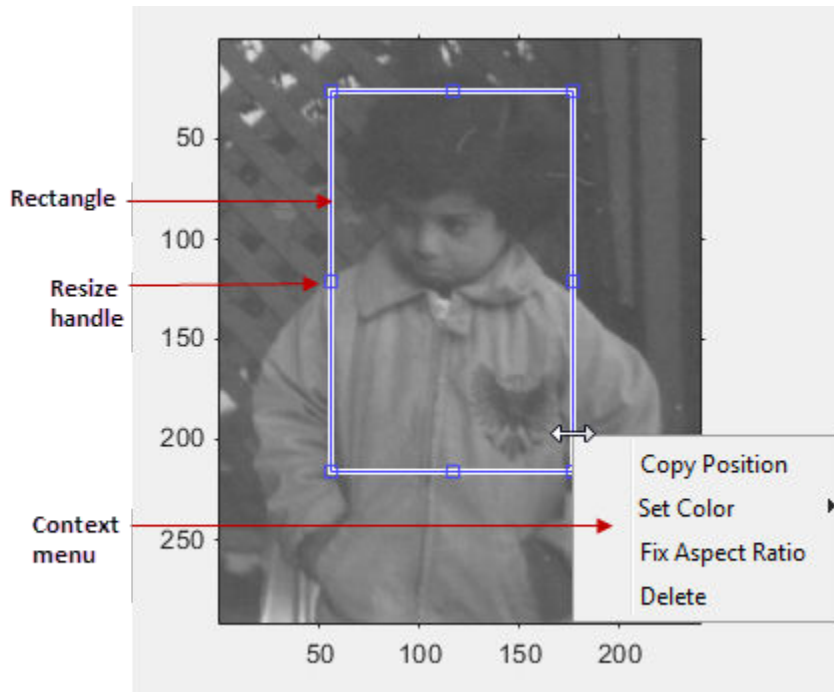 50
Rectangle
100
Resize
handle
150
200
Copy Position
Set Color
Context
menu
250
Fix Aspect Ratio
Delete
50 100 150 200